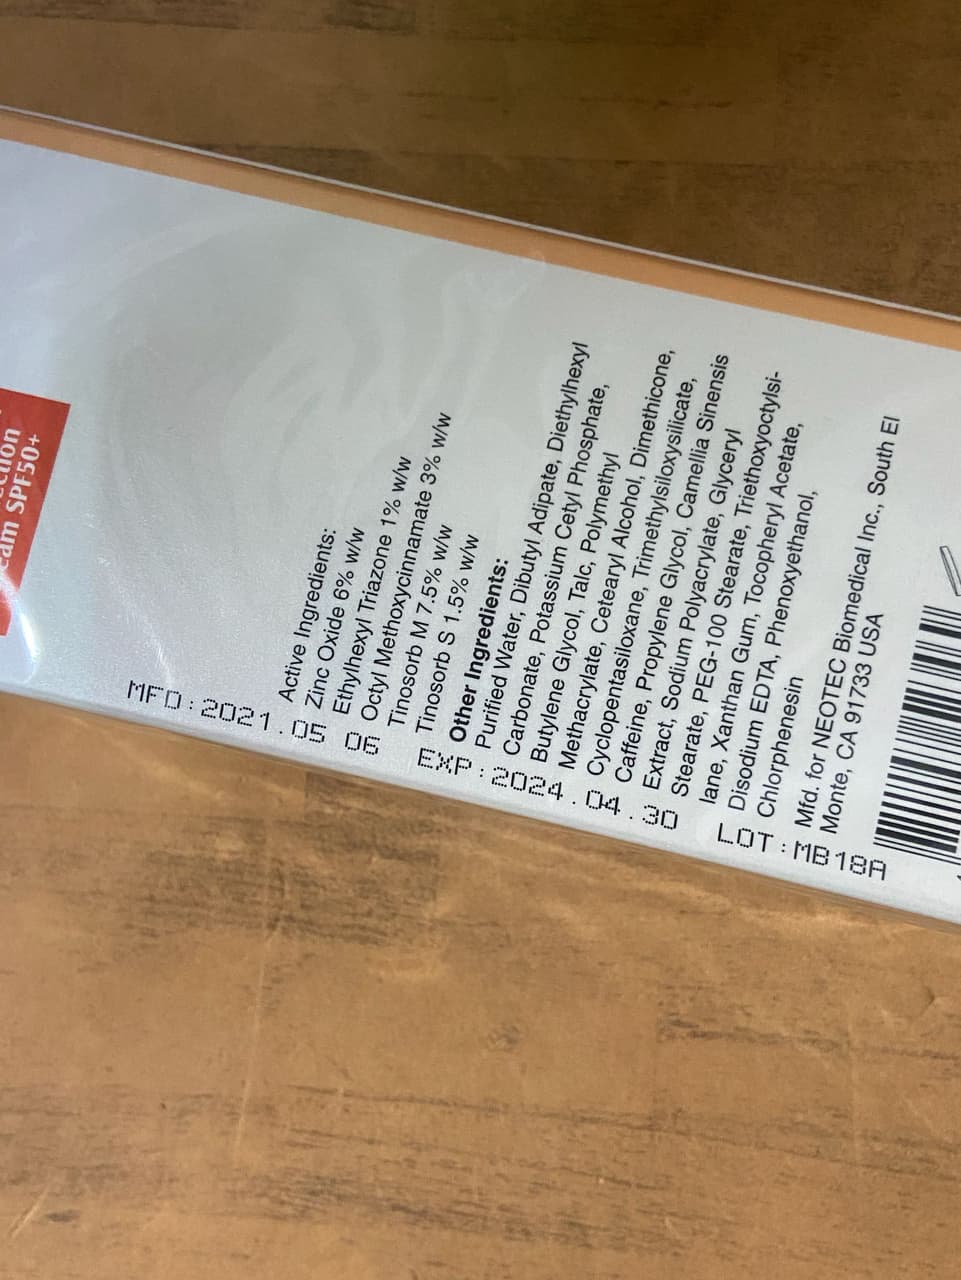 SPF50+
Active Ingredients:
Zinc Oxide 6% w/w
Ethylhexyl Triazone 1% w/w
Octyl Methoxycinnamate 3% w/w
Tinosorb M 7.5% w/w
Tinosorb S 1.5% w/w
Other Ingredients:
Purified Water, Dibutyl Adipate, Diethylhexyl
Carbonate, Potassium Cetyl Phosphate,
Butylene Glycol, Talc, Polymethyl
Methacrylate, Cetearyl Alcohol, Dimethicone,
Cyclopentasiloxane, Trimethylsiloxysilicate,
Caffeine, Propylene Glycol, Camellia Sinensis
Extract, Sodium Polyacrylate, Glyceryl
Stearate, PEG-100 Stearate, Triethoxyoctylsi-
lane, Xanthan Gum, Tocopheryl Acetate,
Disodium EDTA, Phenoxyethanol,
Chlorphenesin
Mfd. for NEOTEC Biomedical Inc., South El
Monte, CA 91733 USA
MFD:2021.05 06
EXP:2024.04.30
LOT:MB18A